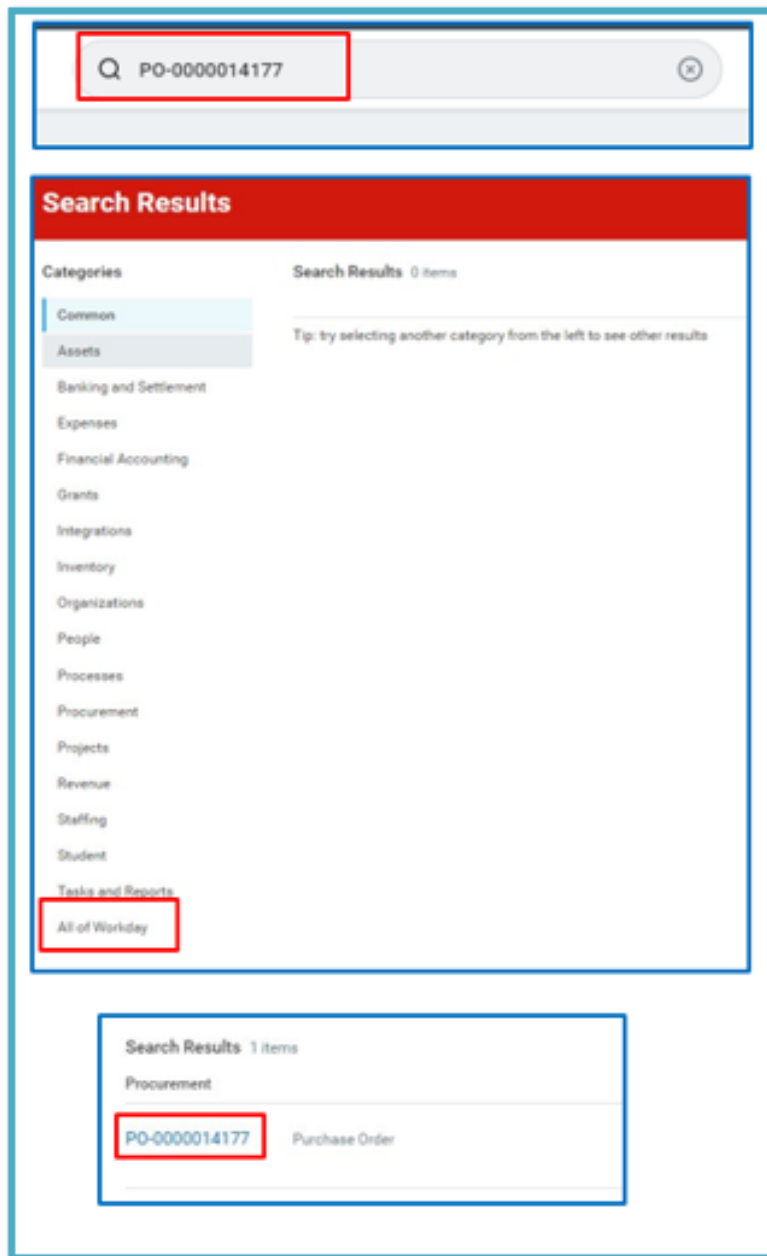 PO-0000014177
Search Results
Categories
Search Results 0 items
Common
Tip: try selecting another category from the left to see other results
Assets
Banking and Settlement
Expenses
Financial Accounting
Grants
Integrations
Inventory
Organizations
People
Processes
Procurement
Projects
Revenue
Staffing
Student
Tasks and Reports
All of Workday
Search Results 1 items
Procurement
PO-0000014177 Purchase Order